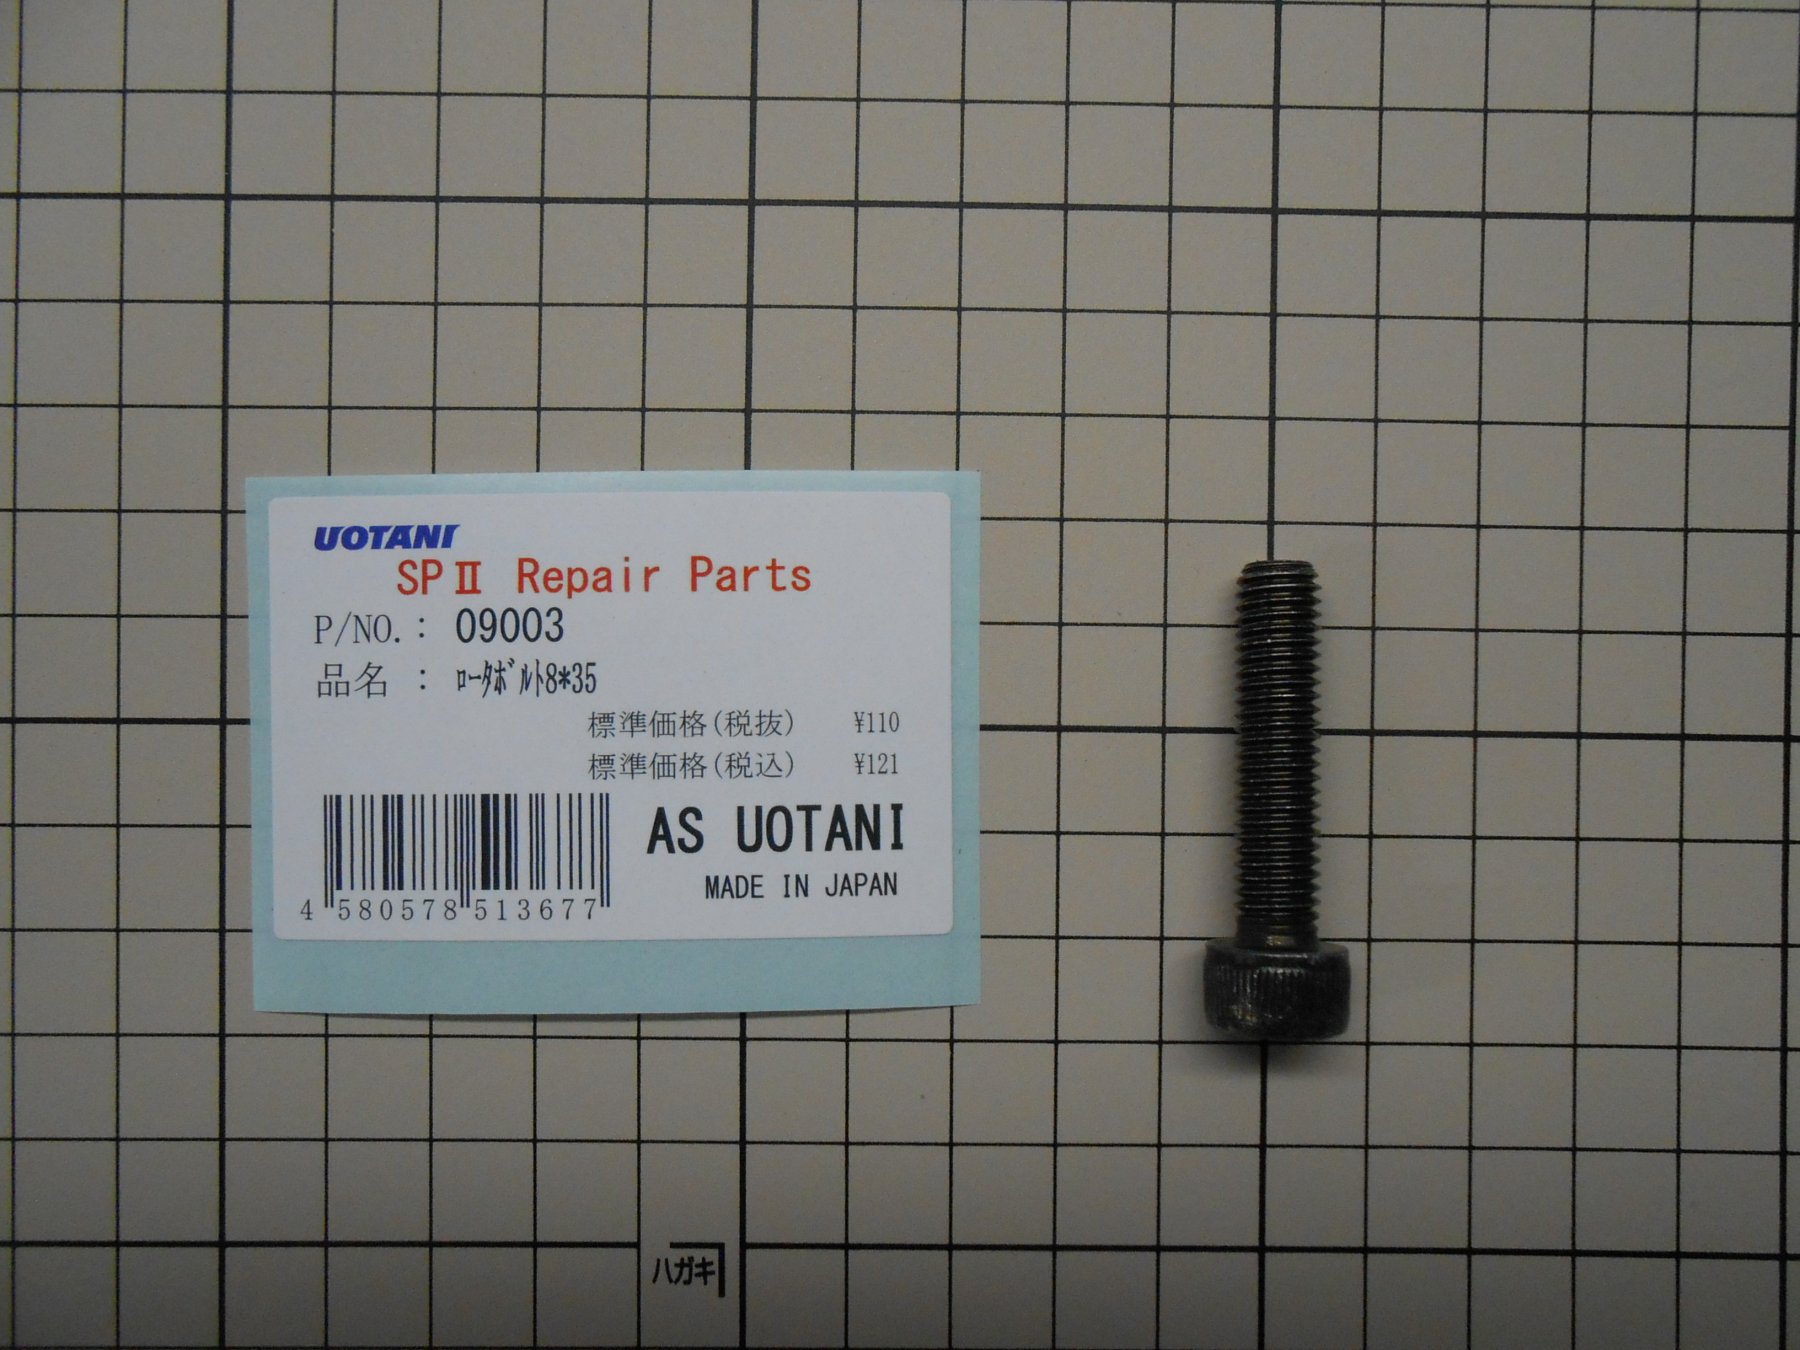 UOTANI
SPⅡ Repair Parts
P/NO.: 09003
品名 : ﾛｰﾀﾎﾞﾙﾄ8*35
標準価格(税抜) ¥110
標準価格(税込) ¥121
AS UOTANI
MADE IN JAPAN
4 580578 513677
ハガキ